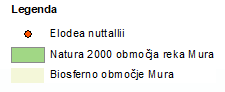 Legenda
Elodea nuttallii
Natura 2000 območja reka Mura
Biosferno območje Mura